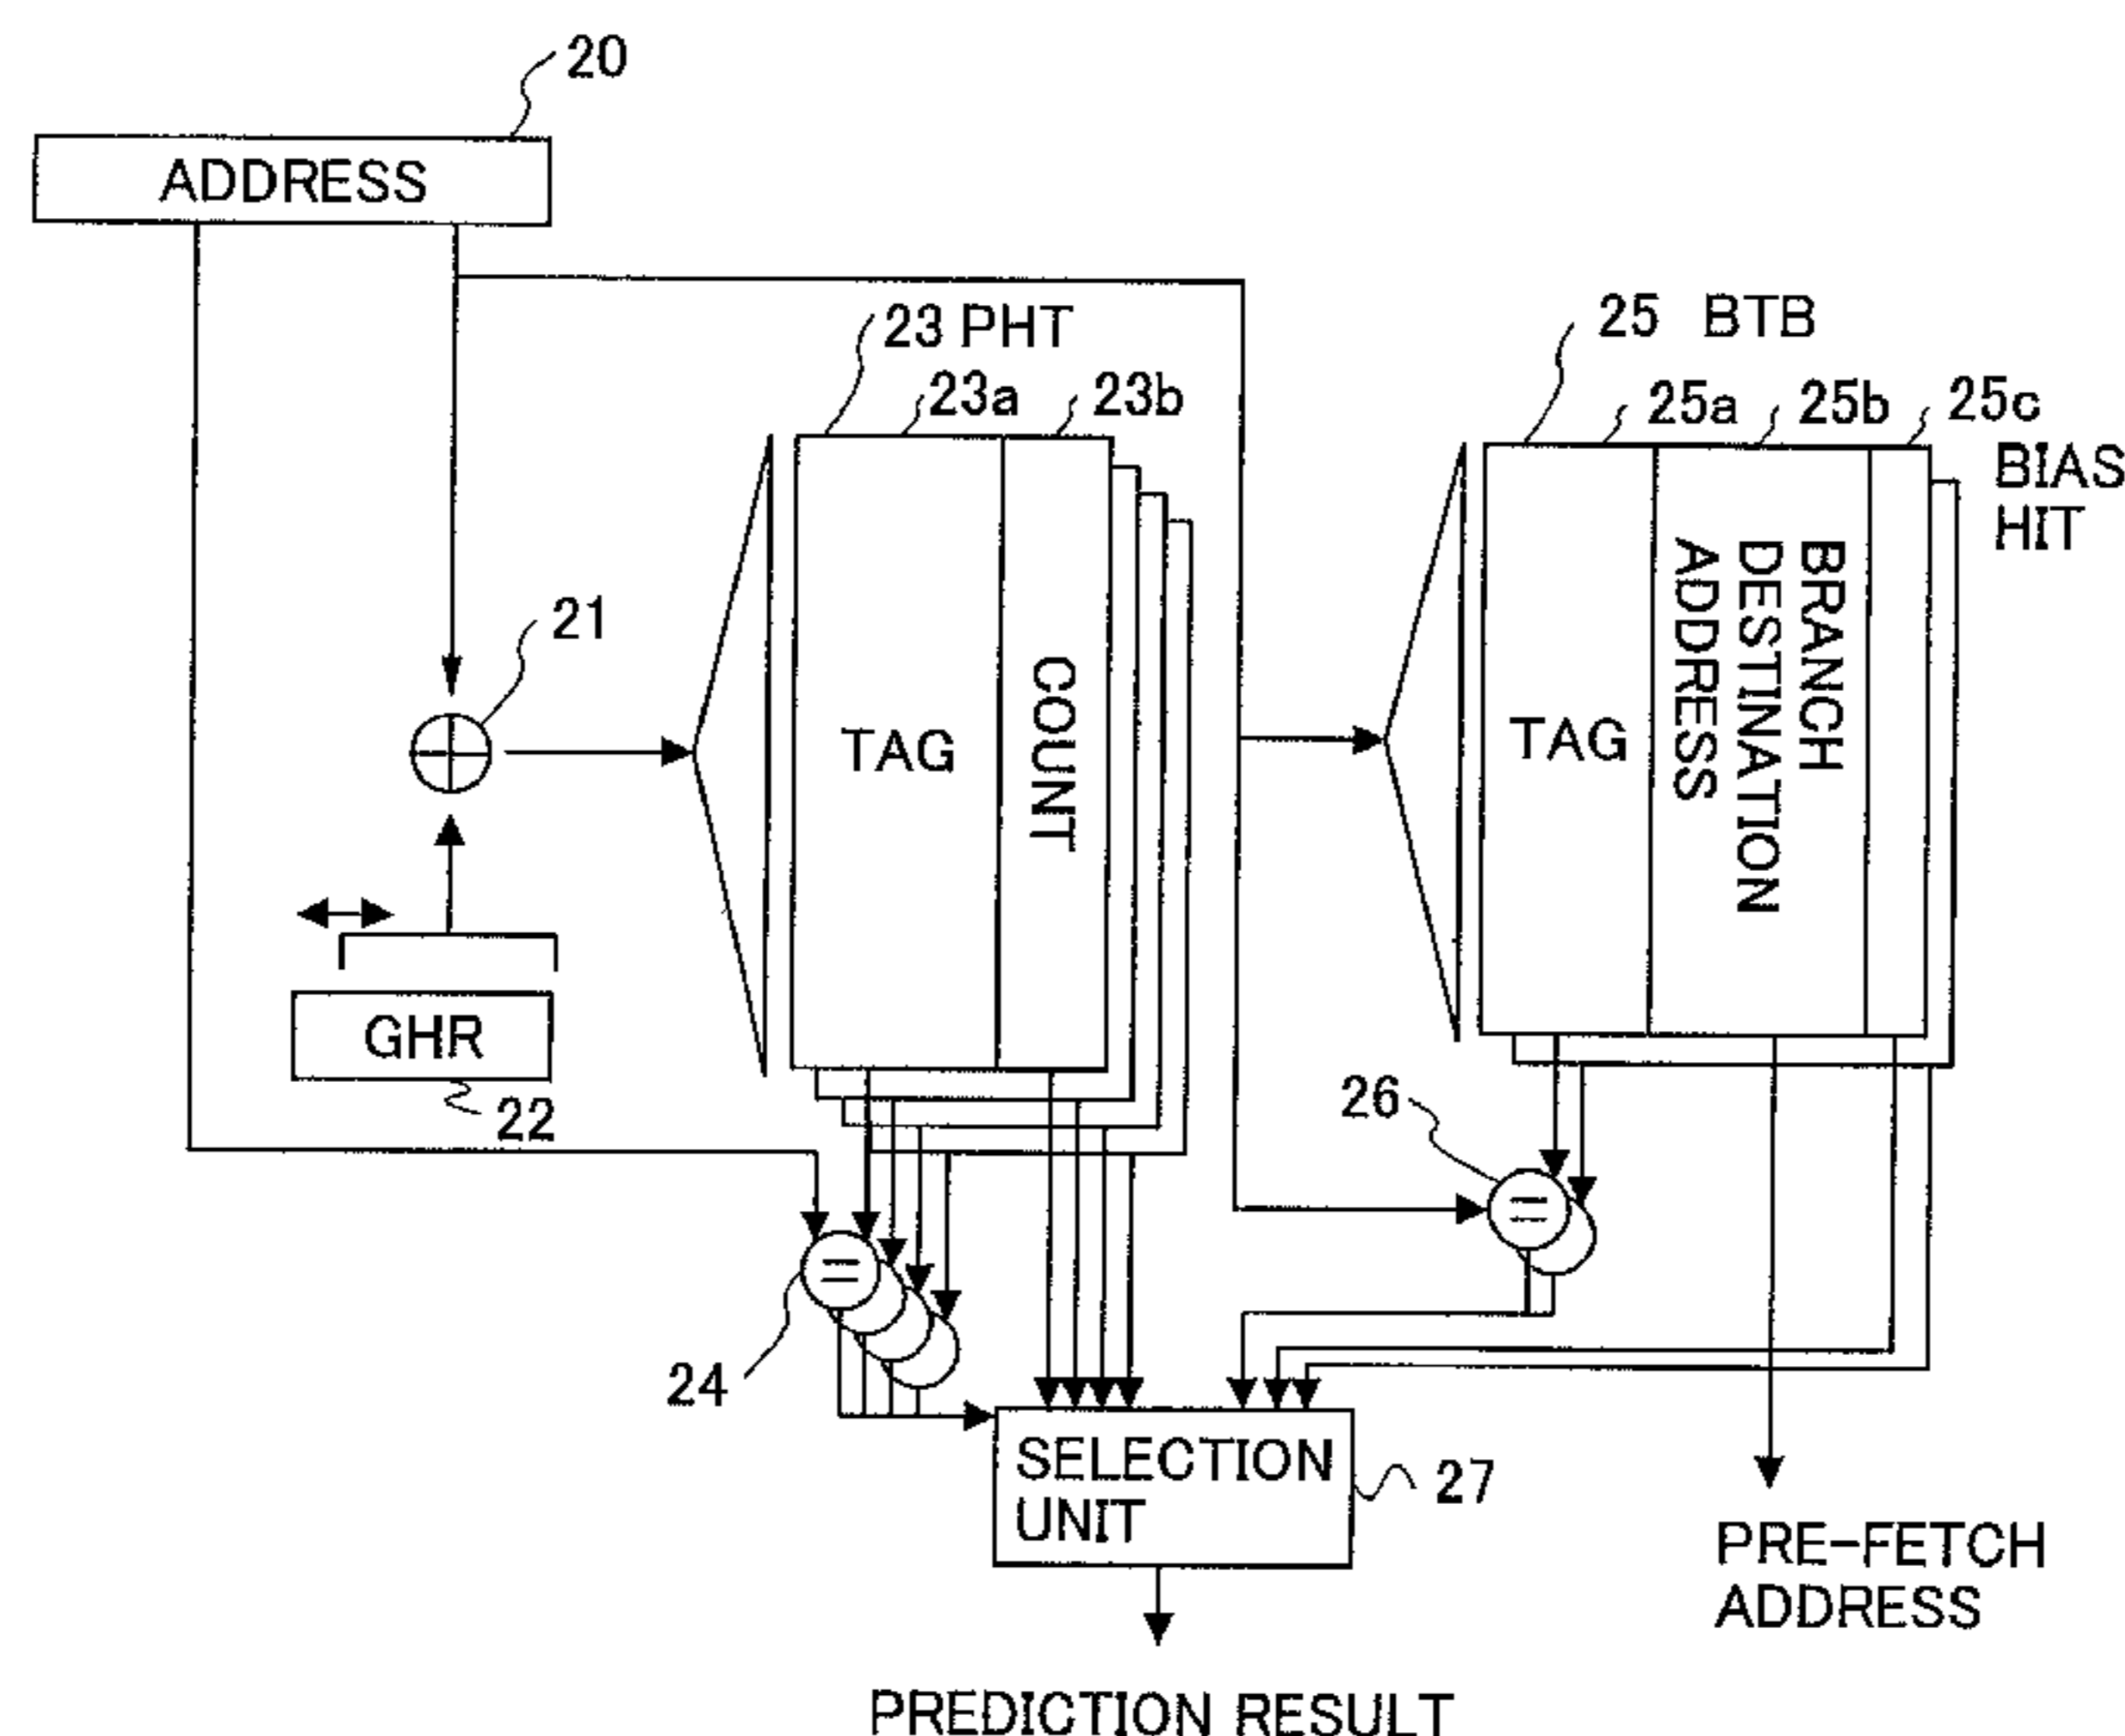 20
ADDRESS
23 PHT
25 BTB
23a
23b
25a
25b
25c
BIAS
HIT
21
TAG
COUNT
TAG
BRANCH
DESTINATION
ADDRESS
GHR
22
26
=
=
24
SELECTION
UNIT
27
PRE-FETCH
ADDRESS
PREDICTION RESULT